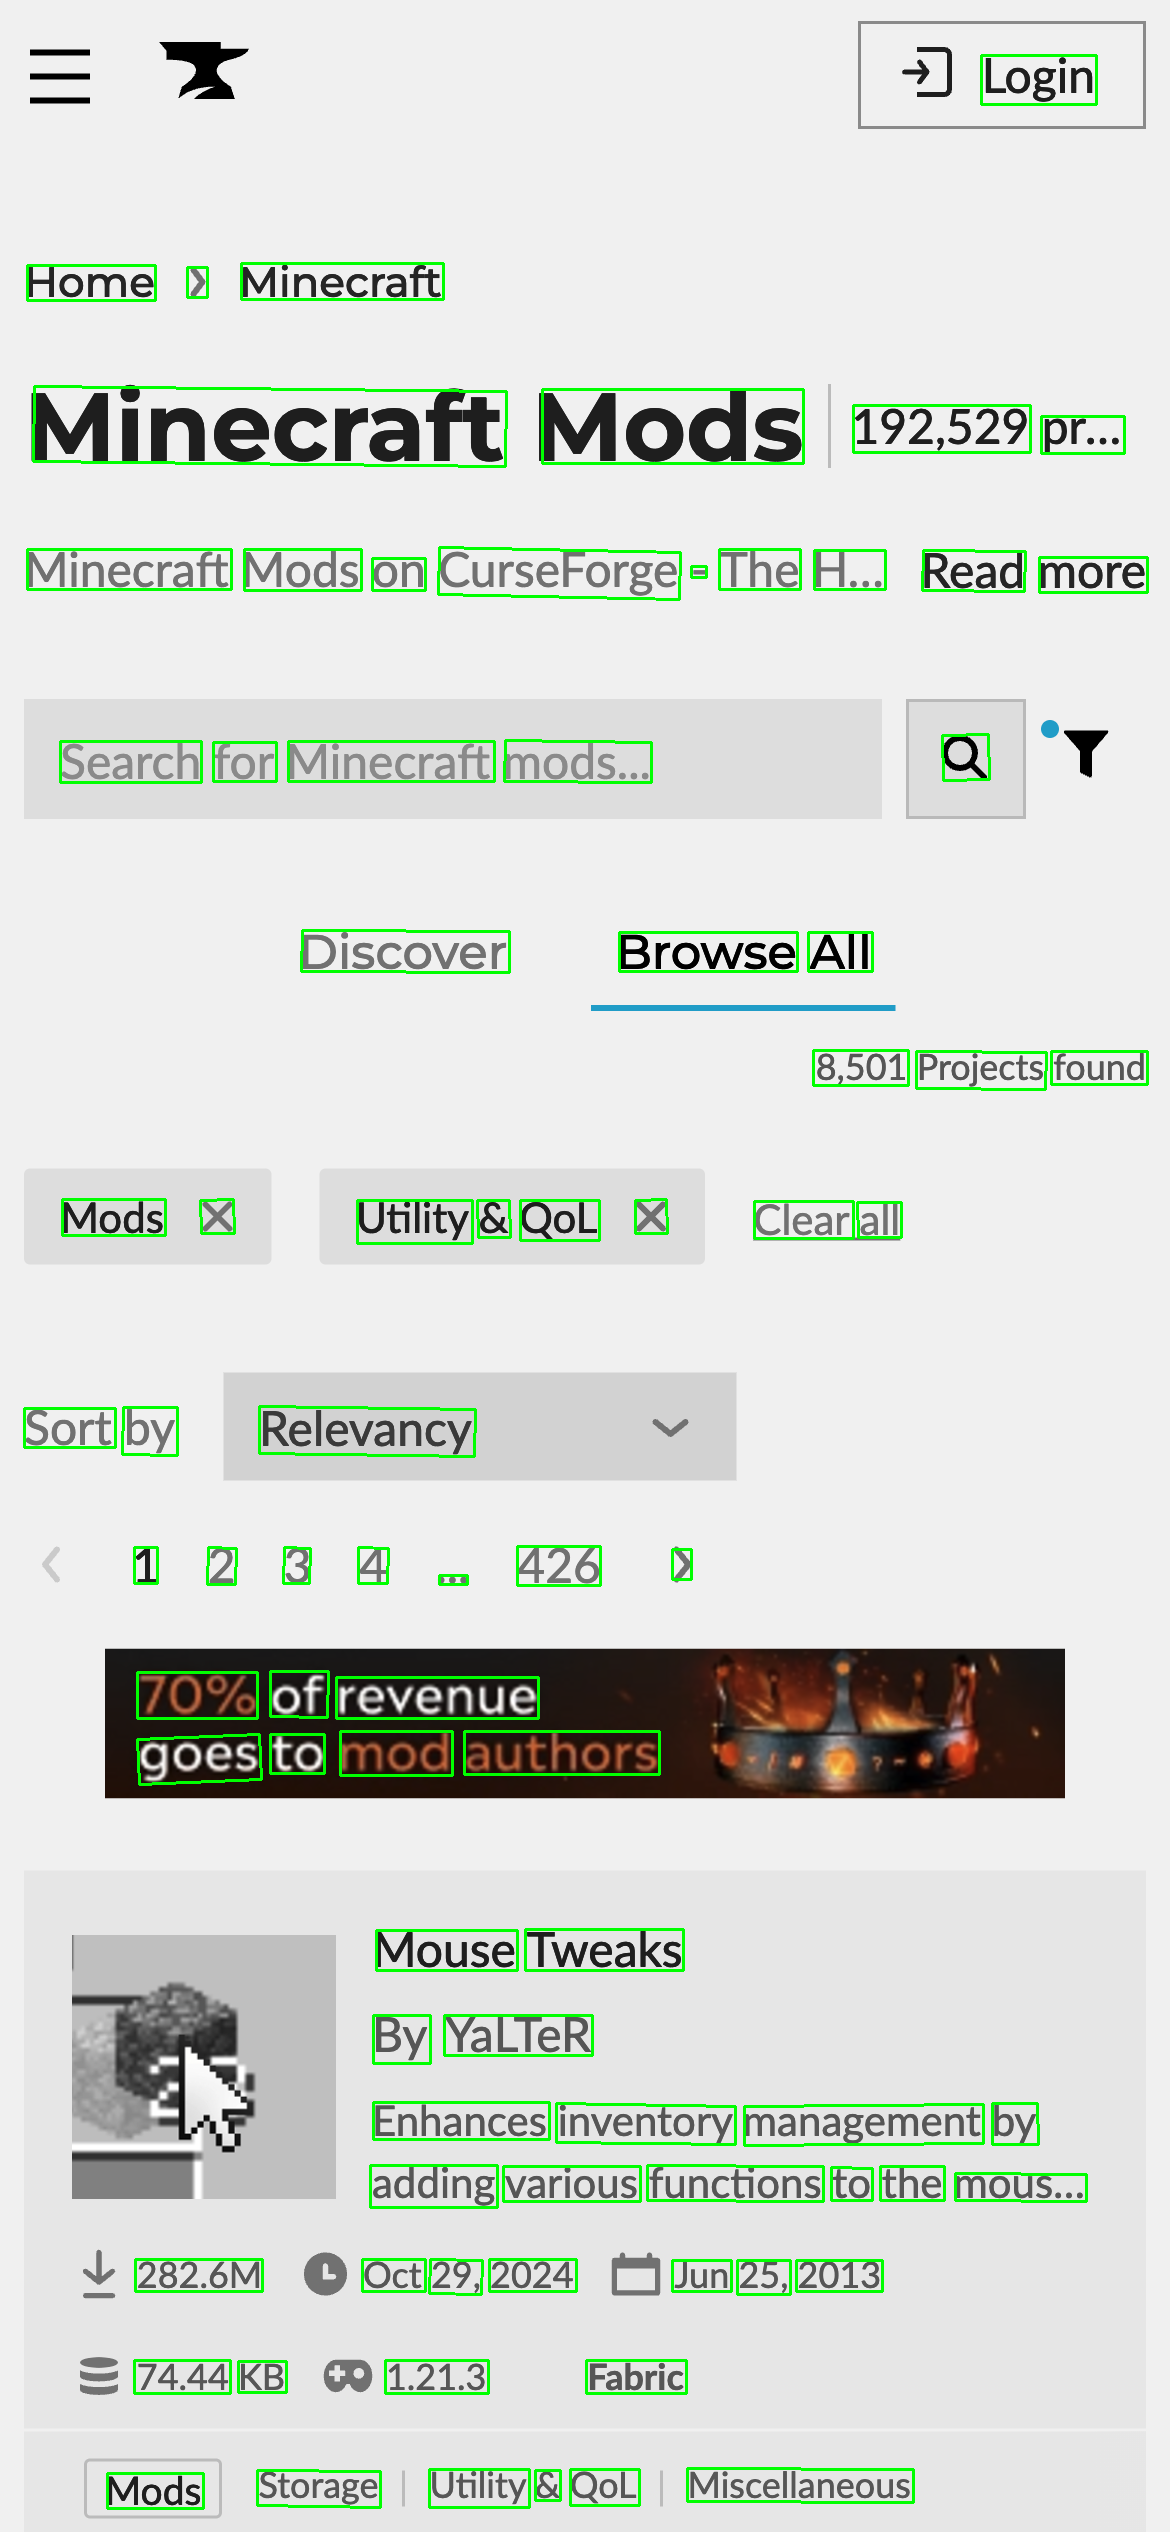 Login
Home › Minecraft
Minecraft Mods 192,529 pr...
Minecraft Mods on CurseForge - The H... Read more
Search for Minecraft mods...
Discover Browse All
8,501 Projects found
Mods Utility & QoL Clear all
Sort by Relevancy
1 2 3 4 ... 426
70% of revenue
goes to mod authors
Mouse Tweaks
By YaLTeR
Enhances inventory management by
adding various functions to the mous...
282.6M Oct 29, 2024 Jun 25, 2013
74.44 KB 1.21.3 Fabric
Mods Storage Utility & QoL Miscellaneous